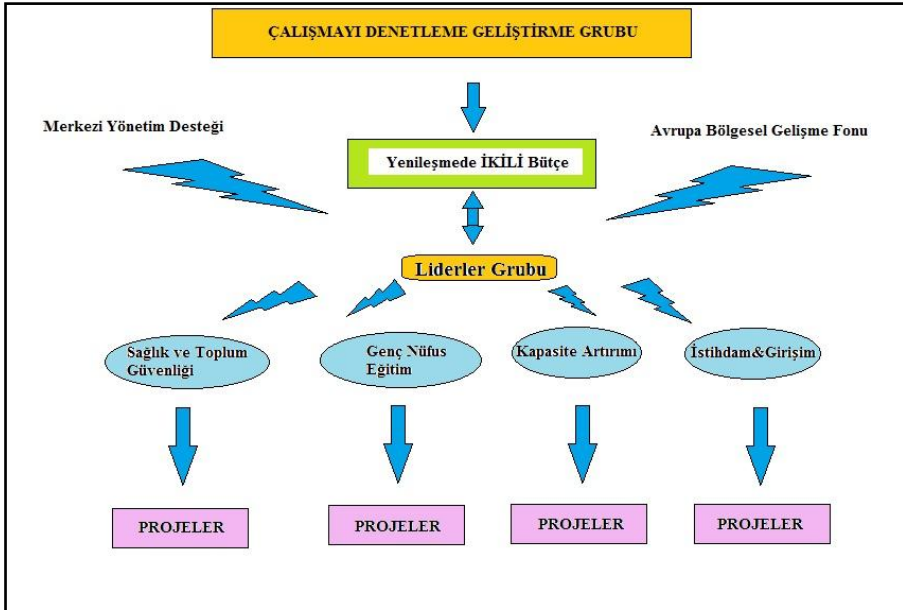 ÇALIŞMAYI DENETLEME GELİŞTİRME GRUBU
Merkezi Yönetim Desteği
Avrupa Bölgesel Gelişme Fonu
Yenileşmede İKİLİ Bütçe
Liderler Grubu
Sağlık ve Toplum
Güvenliği
Genç Nüfus
Eğitim
Kapasite Artırımı
İstihdam&Girişim
PROJELER
PROJELER
PROJELER
PROJELER